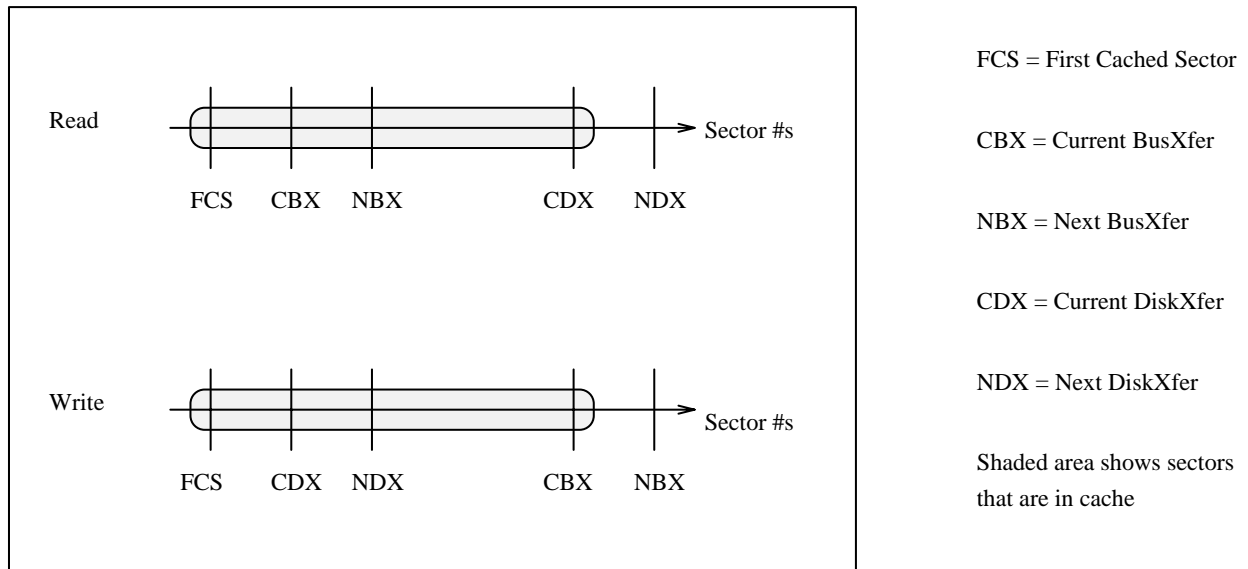 Read
Sector #s
FCS CBX NBX CDX NDX
Write
Sector #s
FCS CDX NDX CBX NBX
FCS = First Cached Sector
CBX = Current BusXfer
NBX = Next BusXfer
CDX = Current DiskXfer
NDX = Next DiskXfer
Shaded area shows sectors
that are in cache